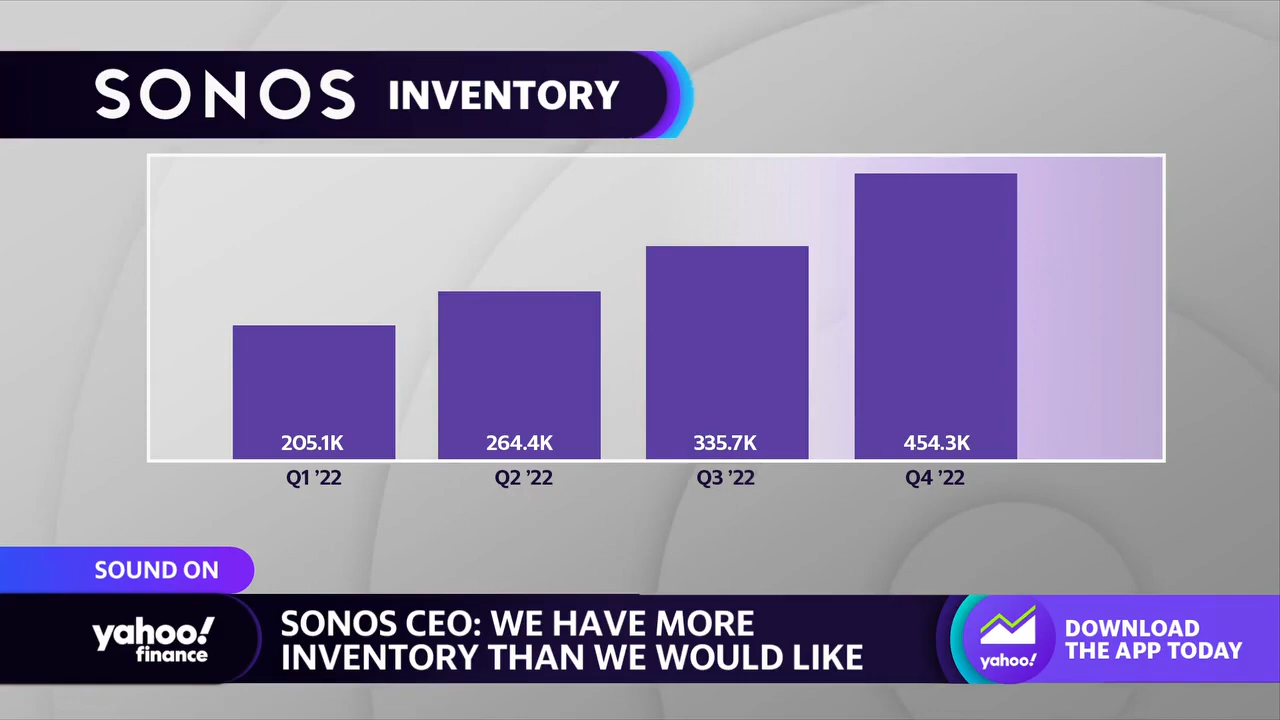 SONOS INVENTORY
205.1K
264.4K
335.7K
454.3K
Q1 ’22
Q2 ’22
Q3 ’22
Q4 ’22
SOUND ON
yahoo!
finance
SONOS CEO: WE HAVE MORE
INVENTORY THAN WE WOULD LIKE
yahoo!
DOWNLOAD
THE APP TODAY